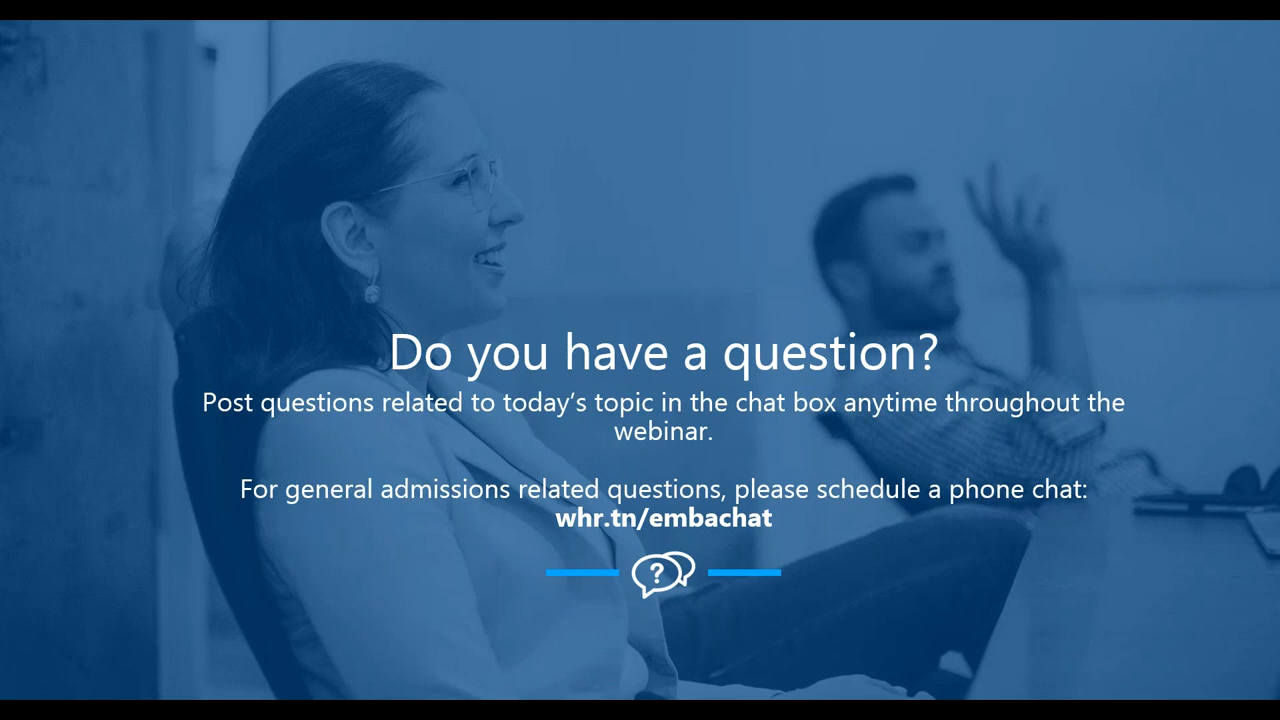 Do you have a question?
Post questions related to today’s topic in the chat box anytime throughout the
webinar.
For general admissions related questions, please schedule a phone chat:
whr.tn/embachat
?